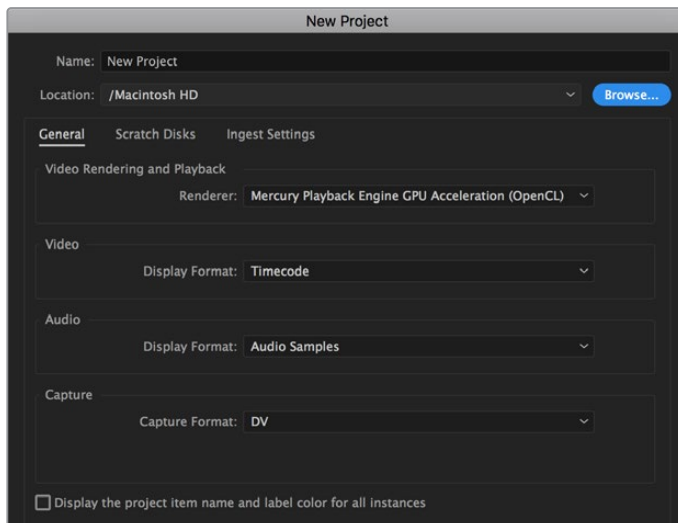 New Project
Name: New Project
Location: /Macintosh HD Browse...
General Scratch Disks Ingest Settings
Video Rendering and Playback
Renderer: Mercury Playback Engine GPU Acceleration (OpenCL)
Video
Display Format: Timecode
Audio
Display Format: Audio Samples
Capture
Capture Format: DV
Display the project item name and label color for all instances